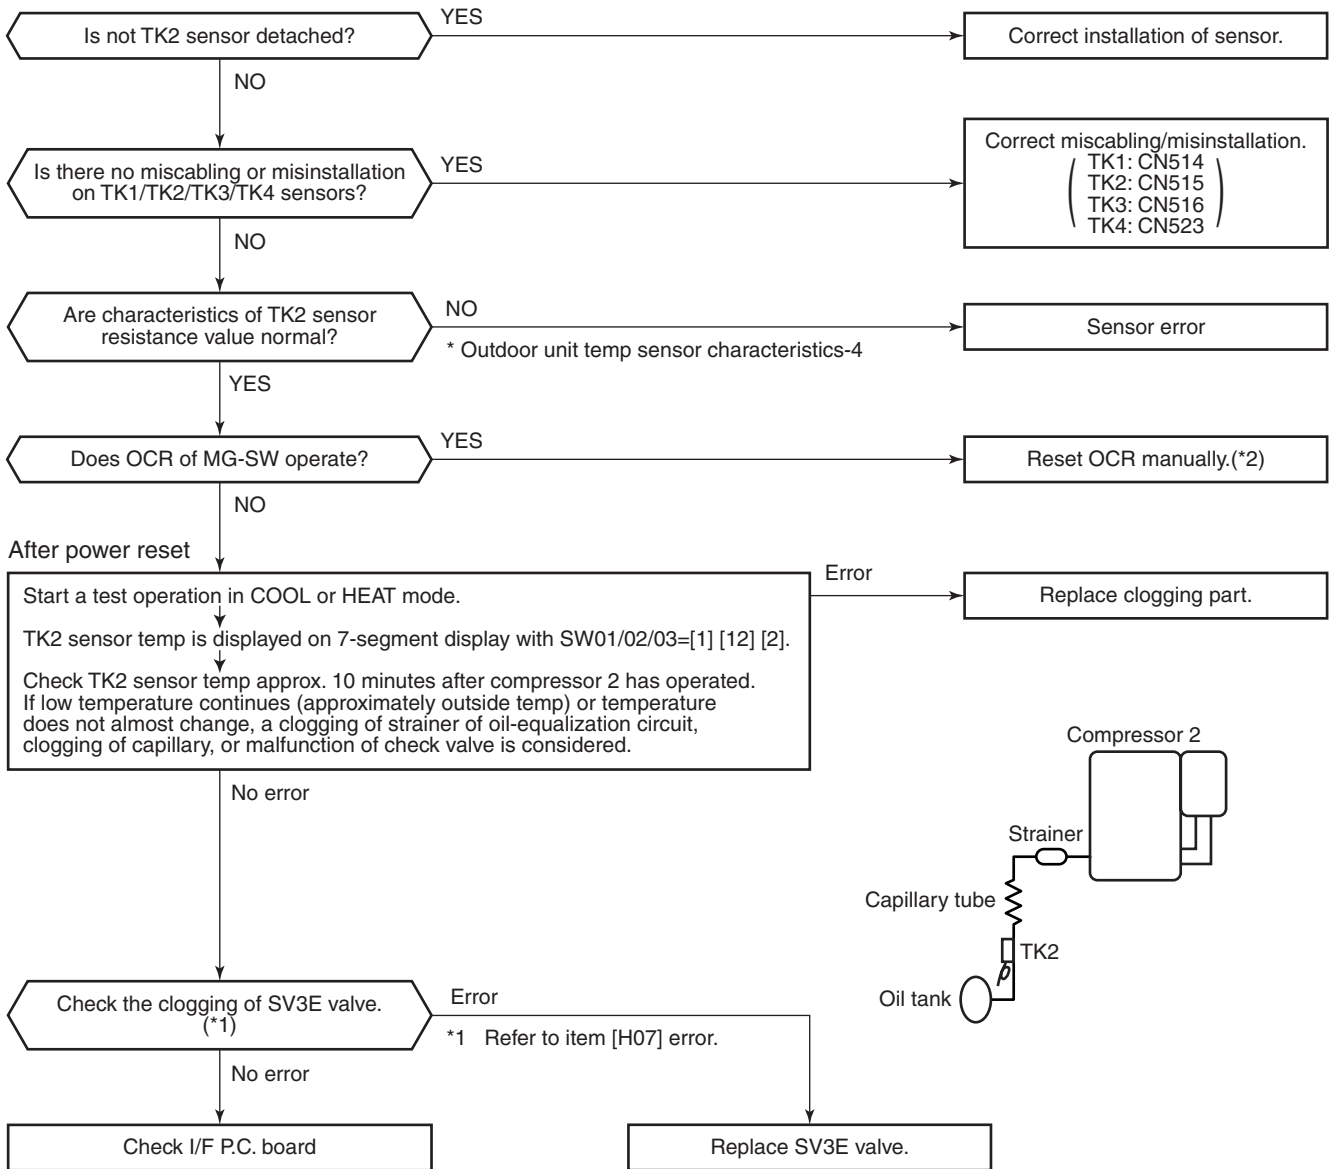 Is not TK2 sensor detached?
YES
Correct installation of sensor.
NO
Is there no miscabling or misinstallation
on TK1/TK2/TK3/TK4 sensors?
YES
Correct miscabling/misinstallation.
TK1: CN514
TK2: CN515
TK3: CN516
TK4: CN523
NO
Are characteristics of TK2 sensor
resistance value normal?
NO
* Outdoor unit temp sensor characteristics-4
Sensor error
YES
Does OCR of MG-SW operate?
YES
Reset OCR manually.(*2)
NO
After power reset
Start a test operation in COOL or HEAT mode.
TK2 sensor temp is displayed on 7-segment display with SW01/02/03=[1] [12] [2].
Check TK2 sensor temp approx. 10 minutes after compressor 2 has operated.
If low temperature continues (approximately outside temp) or temperature
does not almost change, a clogging of strainer of oil-equalization circuit,
clogging of capillary, or malfunction of check valve is considered.
Error
Replace clogging part.
No error
Compressor 2
Strainer
Capillary tube
TK2
Oil tank
Check the clogging of SV3E valve.
(*1)
Error
*1 Refer to item [H07] error.
No error
Check I/F P.C. board
Replace SV3E valve.